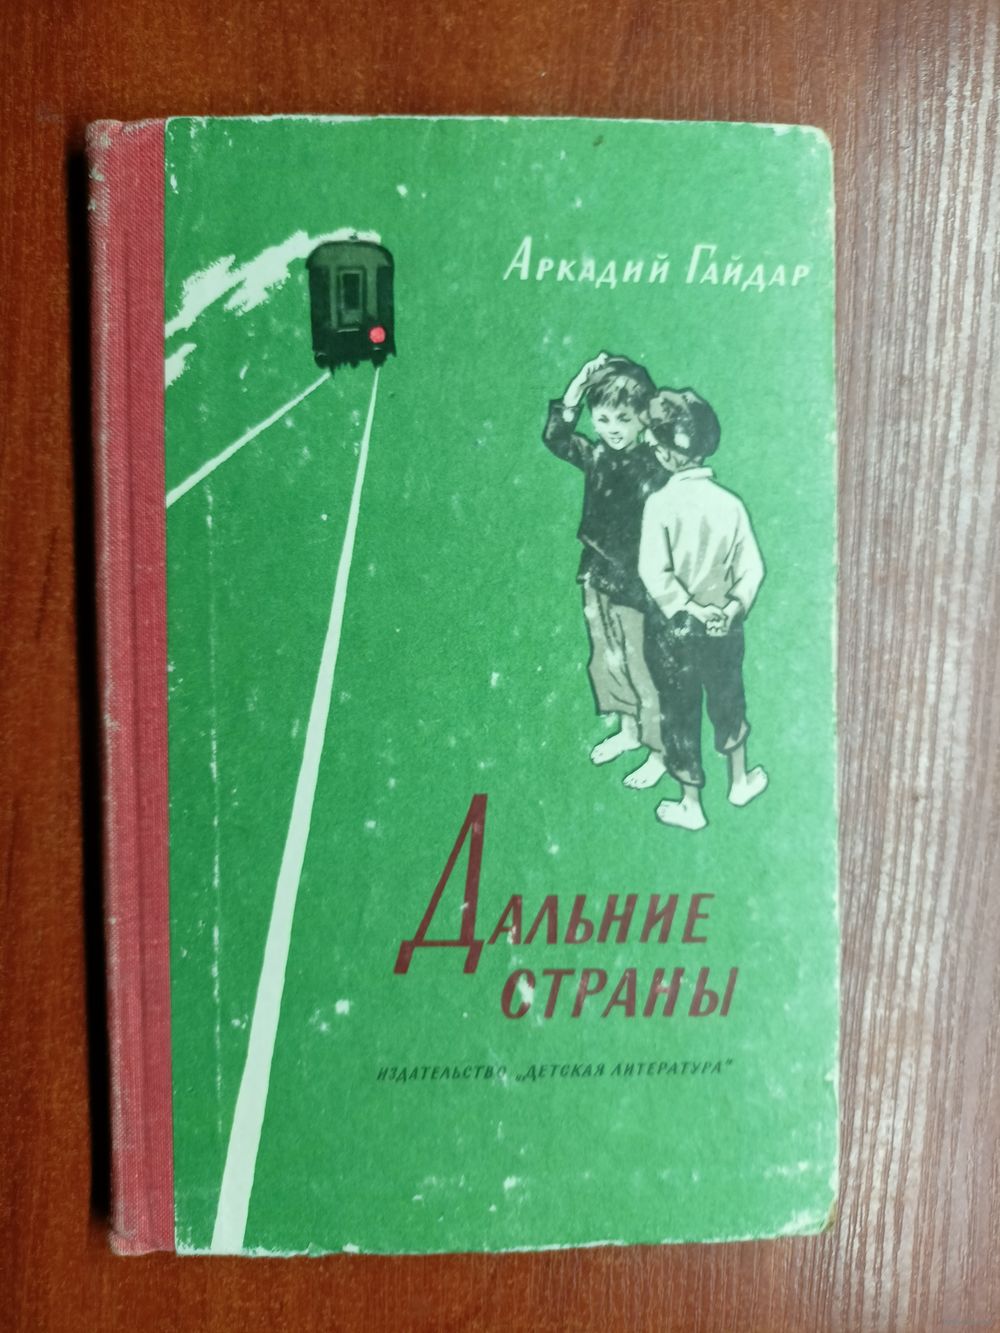 Аркадий Гайдар
Дальние
страны
издательство „Детская литература"